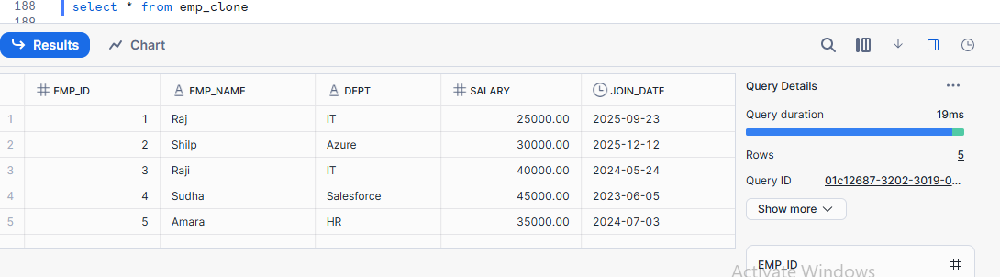 188 select * from emp_clone
189
Results Chart
EMP_ID EMP_NAME DEPT SALARY JOIN_DATE
1 1 Raj IT 25000.00 2025-09-23
2 2 Shilp Azure 30000.00 2025-12-12
3 3 Raji IT 40000.00 2024-05-24
4 4 Sudha Salesforce 45000.00 2023-06-05
5 5 Amara HR 35000.00 2024-07-03
Query Details ...
Query duration 19ms
Rows 5
Query ID 01c12687-3202-3019-0...
Show more
EMP_ID
Activate Windows